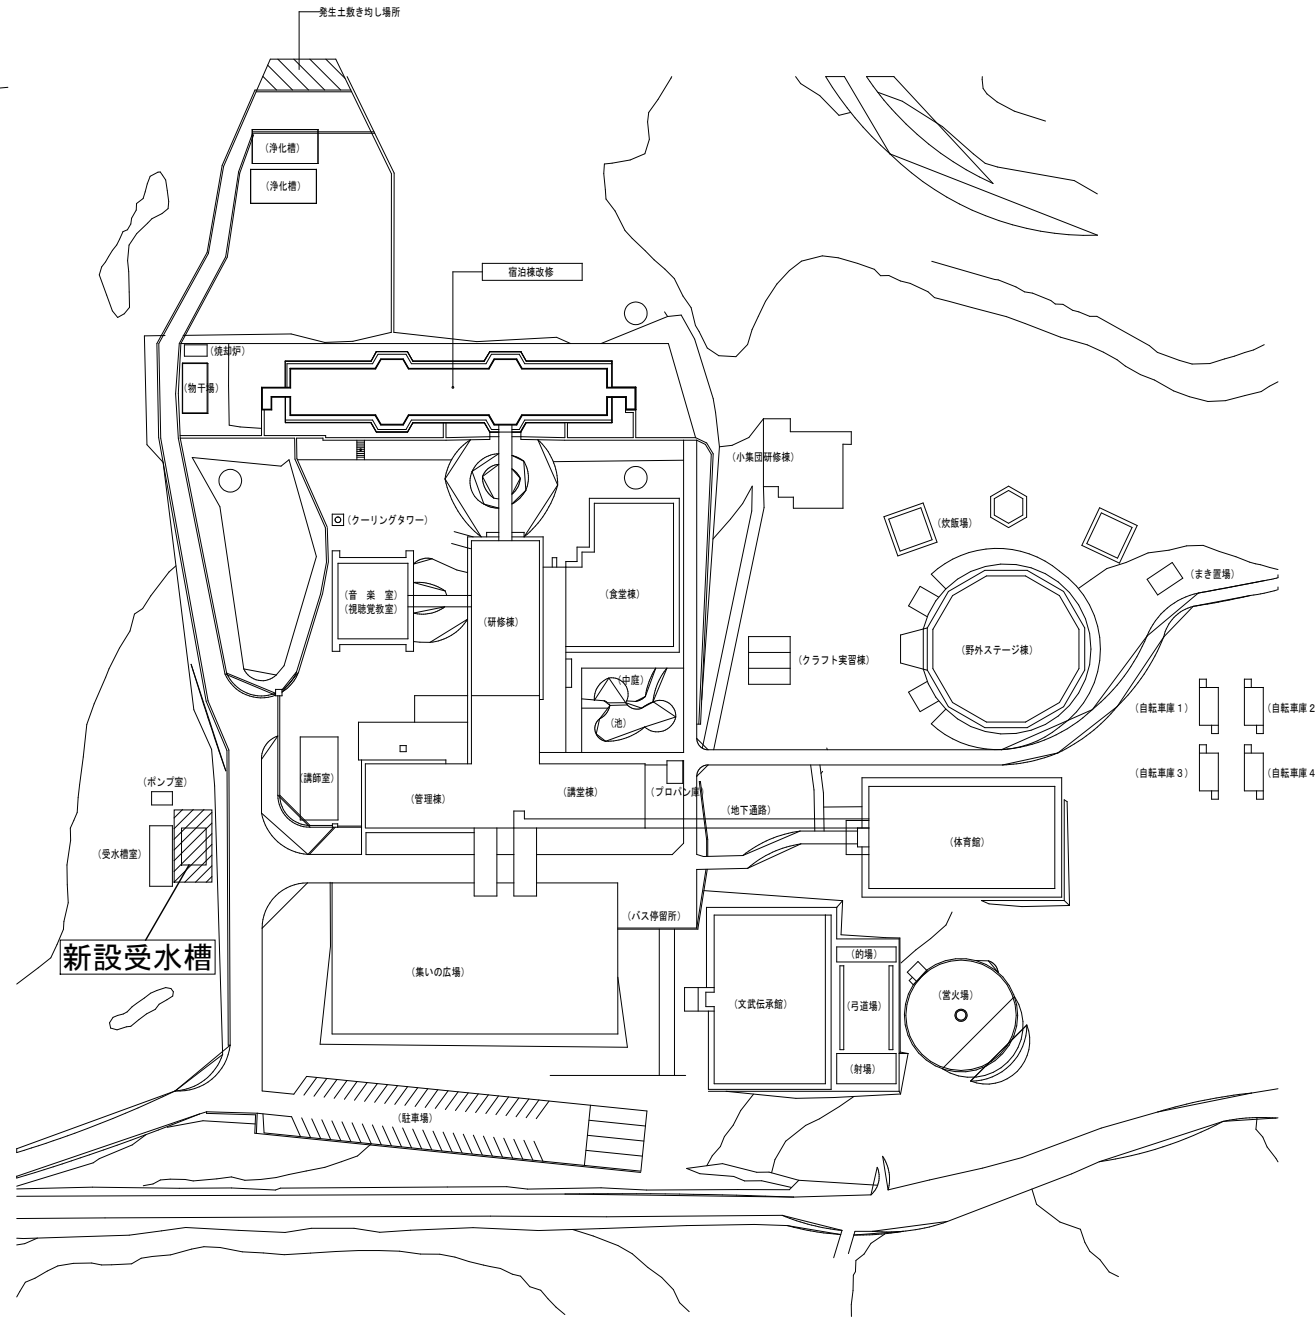 発生土敷き均し場所
（浄化槽）
（浄化槽）
宿泊棟改修
（焼却炉）
（物干場）
（小集団研修棟）
（クーリングタワー）
（炊飯場）
（まき置場）
（音　楽　室）
（視聴覚教室）
（研修棟）
（食堂棟）
（野外ステージ棟）
（クラフト実習棟）
（中庭）
（池）
（自転車庫１）
（自転車庫２
（自転車庫３）
（自転車庫４
（講師室）
（ポンプ室）
（管理棟）
（講堂棟）
（プロパン庫）
（地下通路）
（受水槽室）
（体育館）
（バス停留所）
新設受水槽
（集いの広場）
（文武伝承館）
（的場）
（弓道場）
（射場）
（営火場）
（駐車場）